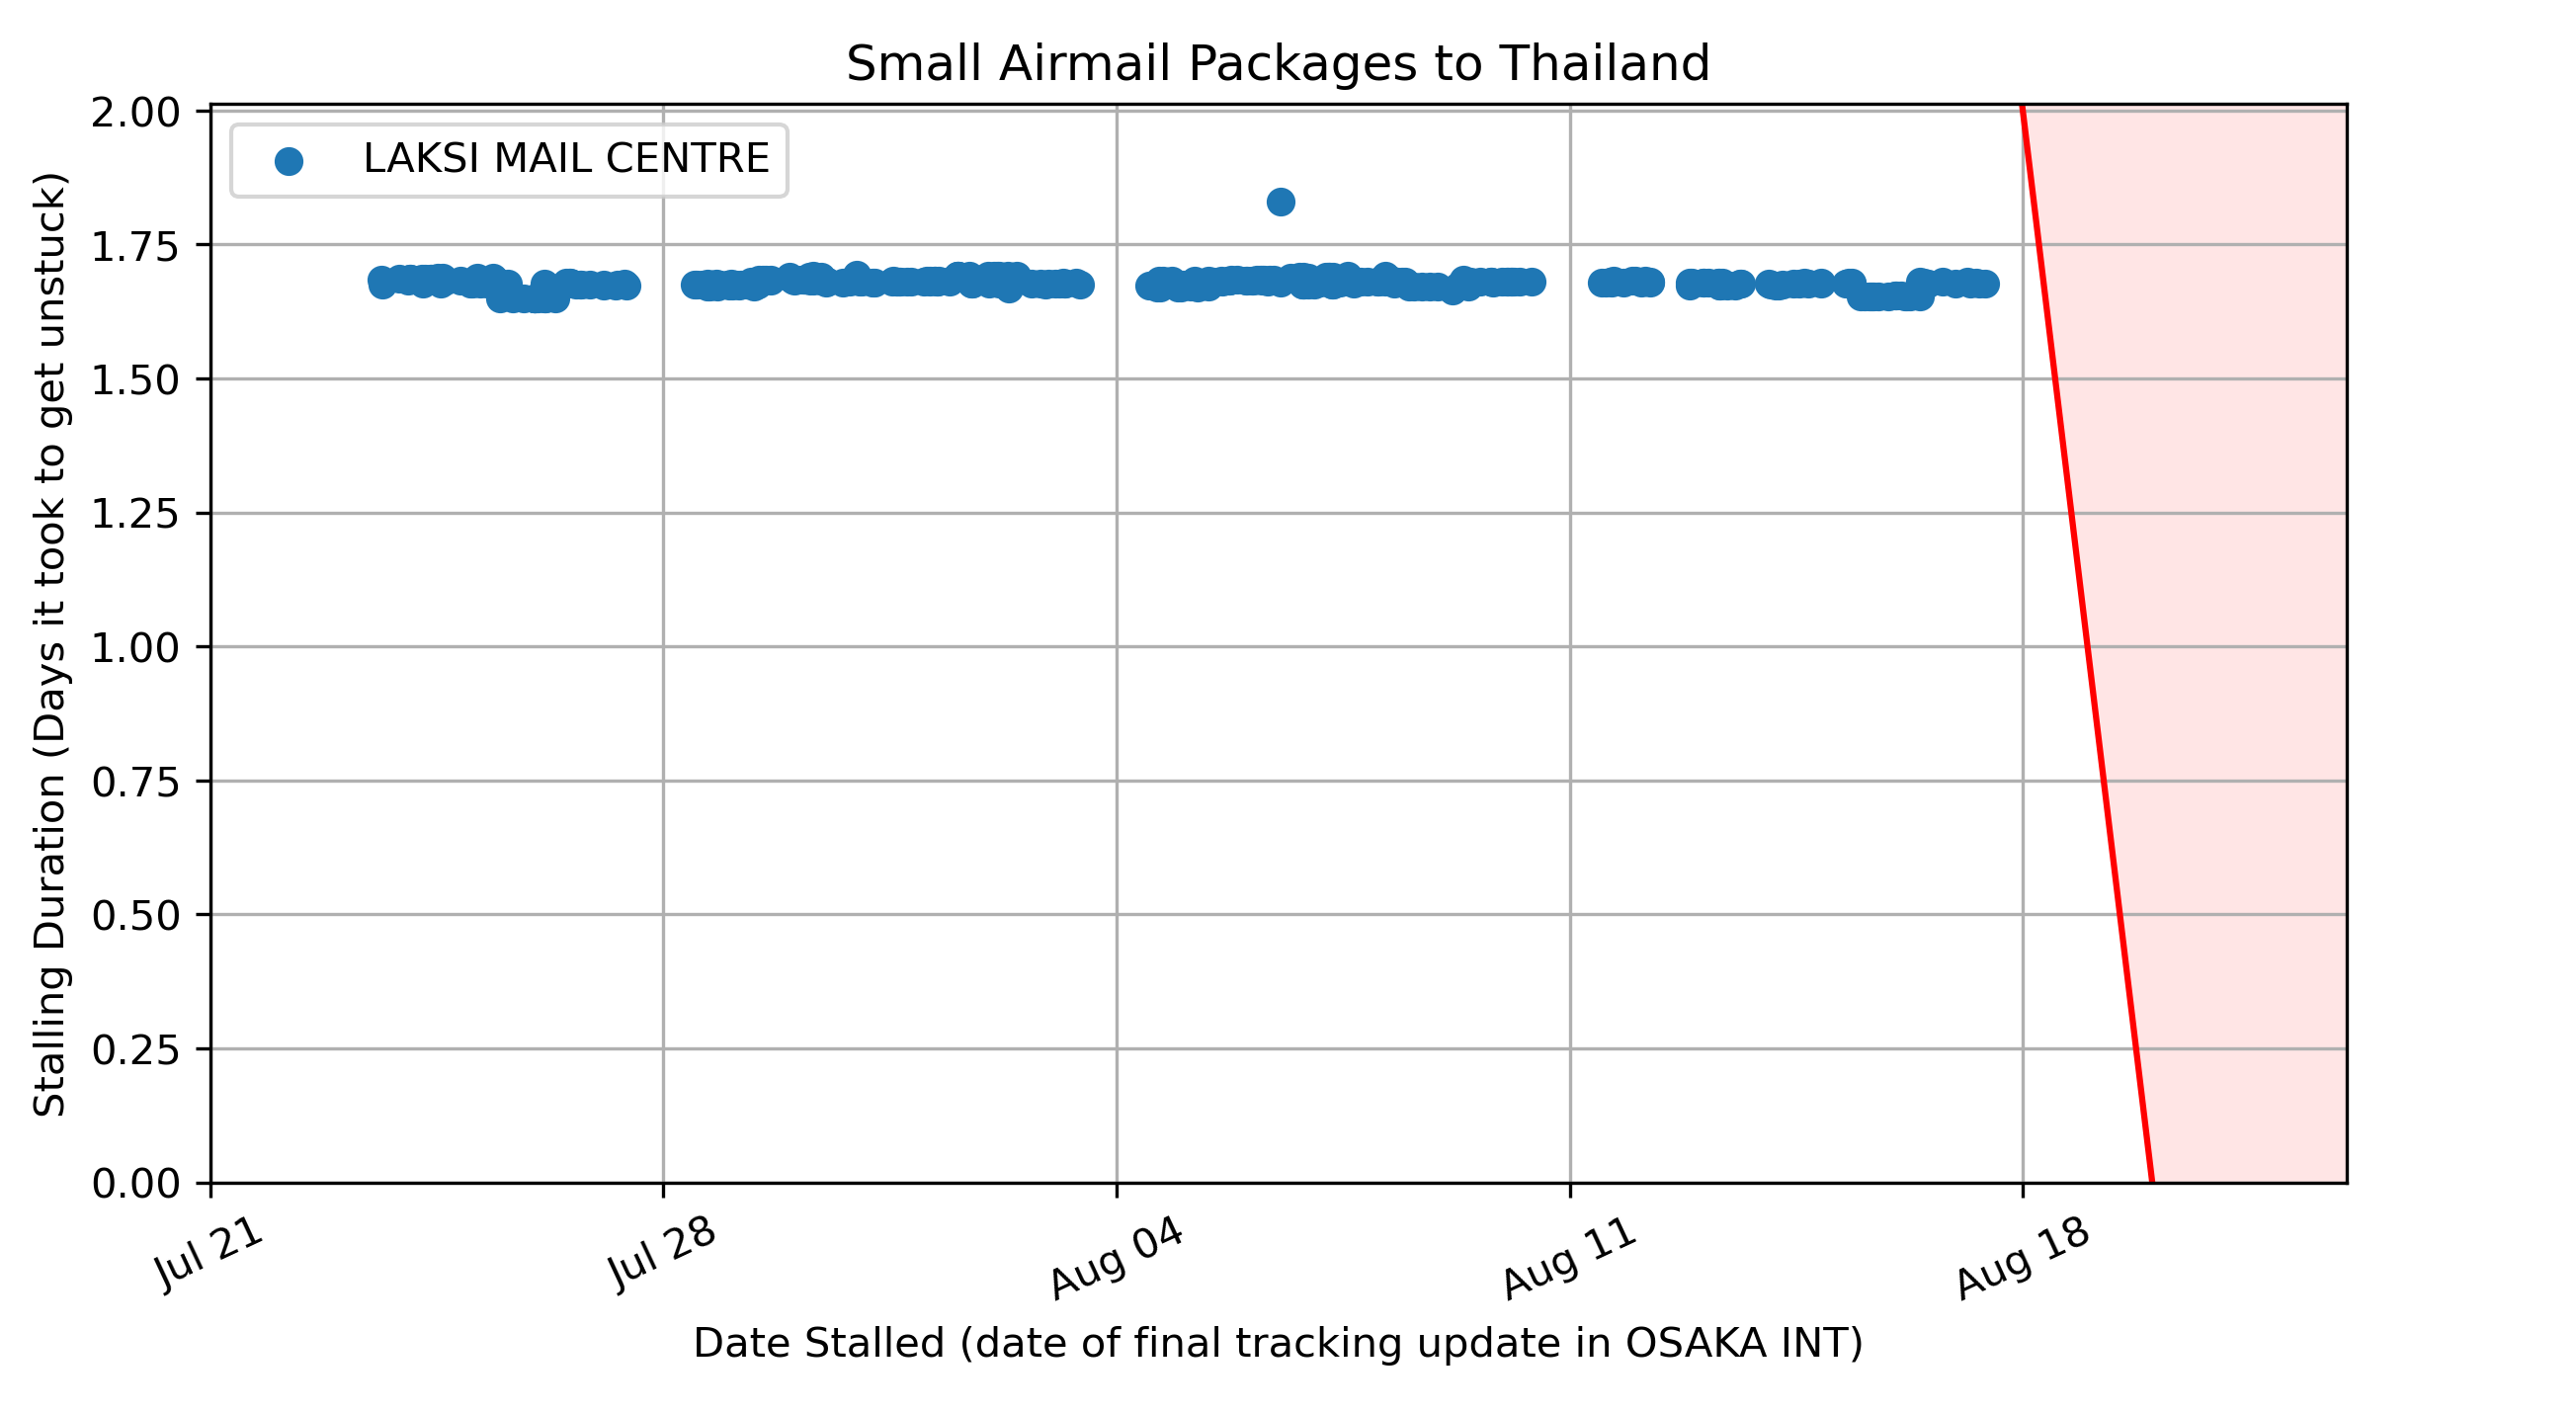 Small Airmail Packages to Thailand
LAKSI MAIL CENTRE
Stalling Duration (Days it took to get unstuck)
2.00
1.75
1.50
1.25
1.00
0.75
0.50
0.25
0.00
Jul 21
Jul 28
Aug 04
Aug 11
Aug 18
Date Stalled (date of final tracking update in OSAKA INT)